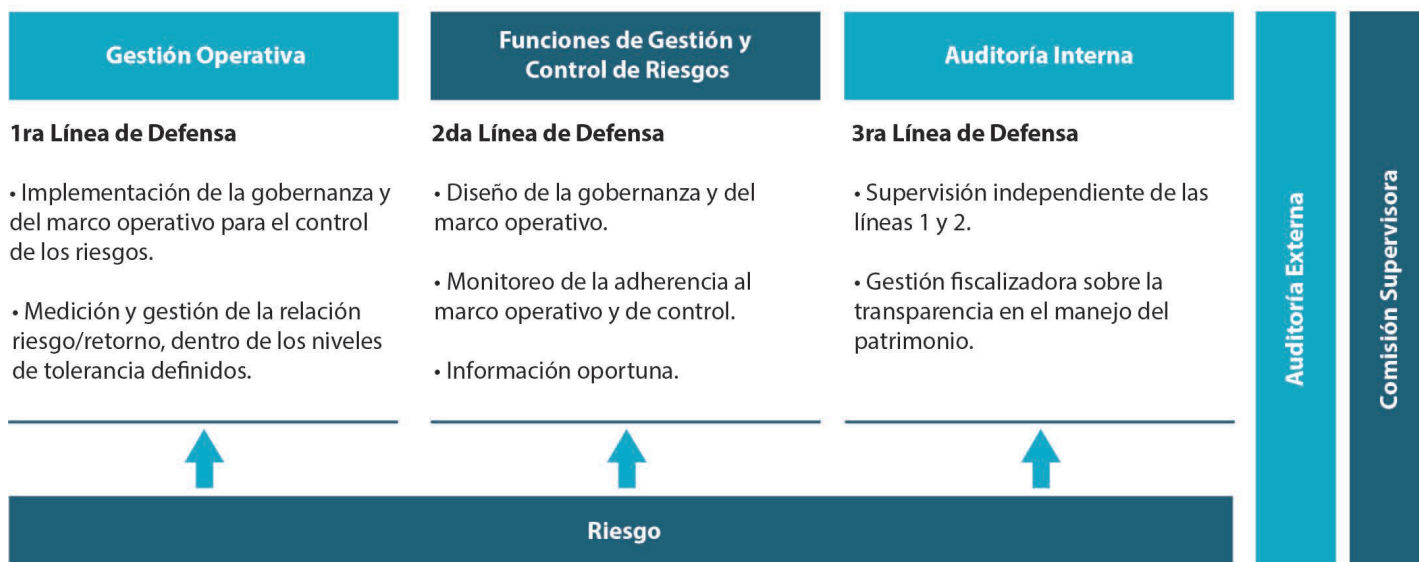 Gestión Operativa
1ra Línea de Defensa
• Implementación de la gobernanza y
del marco operativo para el control
de los riesgos.
• Medición y gestión de la relación
riesgo/retorno, dentro de los niveles
de tolerancia definidos.
Funciones de Gestión y
Control de Riesgos
2da Línea de Defensa
• Diseño de la gobernanza y del
marco operativo.
• Monitoreo de la adherencia al
marco operativo y de control.
• Información oportuna.
Auditoría Interna
3ra Línea de Defensa
• Supervisión independiente de las
líneas 1 y 2.
• Gestión fiscalizadora sobre la
transparencia en el manejo del
patrimonio.
Riesgo
Auditoría Externa
Comisión Supervisora